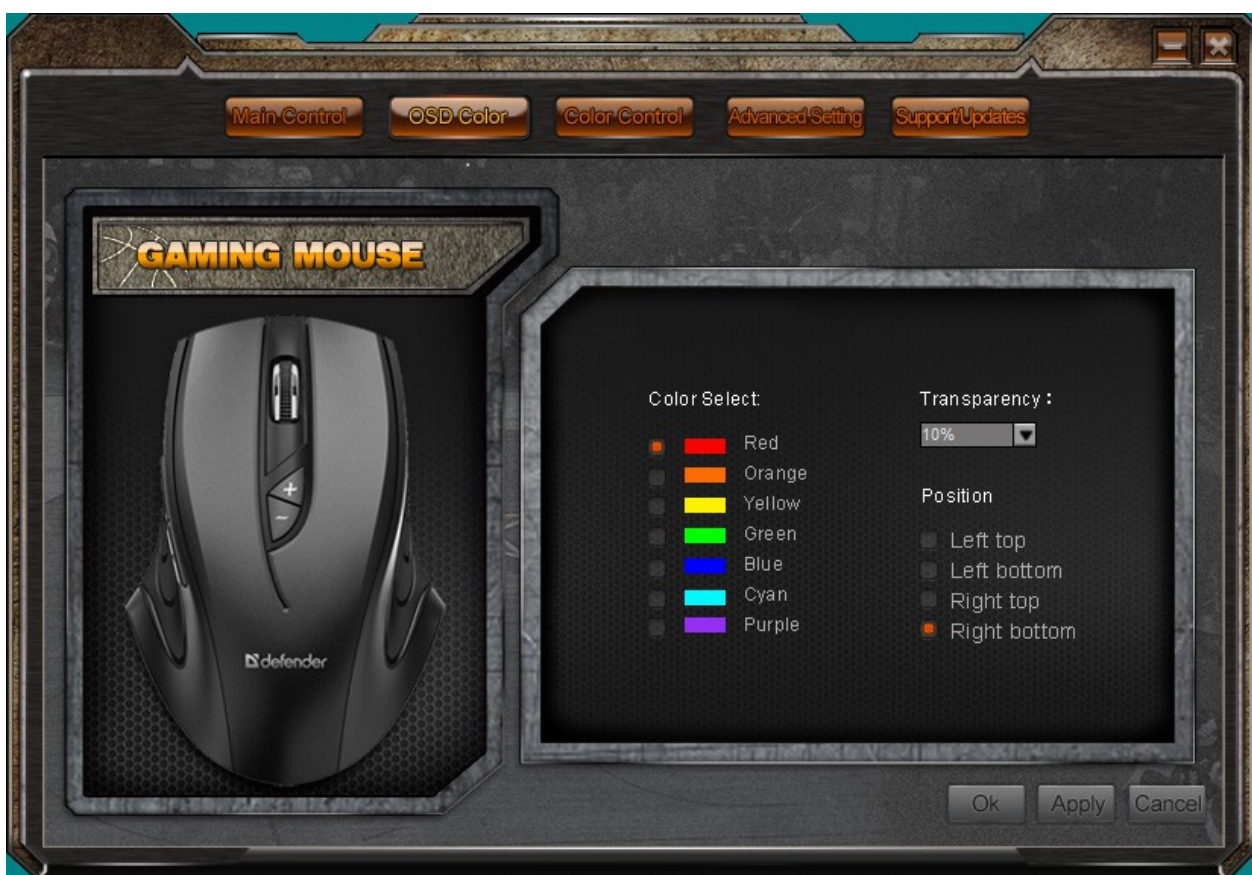 Main Control OSD Color Color Control Advanced Setting Support/Updates
GAMING MOUSE
defender
Color Select:
Red
Orange
Yellow
Green
Blue
Cyan
Purple
Transparency :
10%
Position
Left top
Left bottom
Right top
Right bottom
Ok Apply Cancel